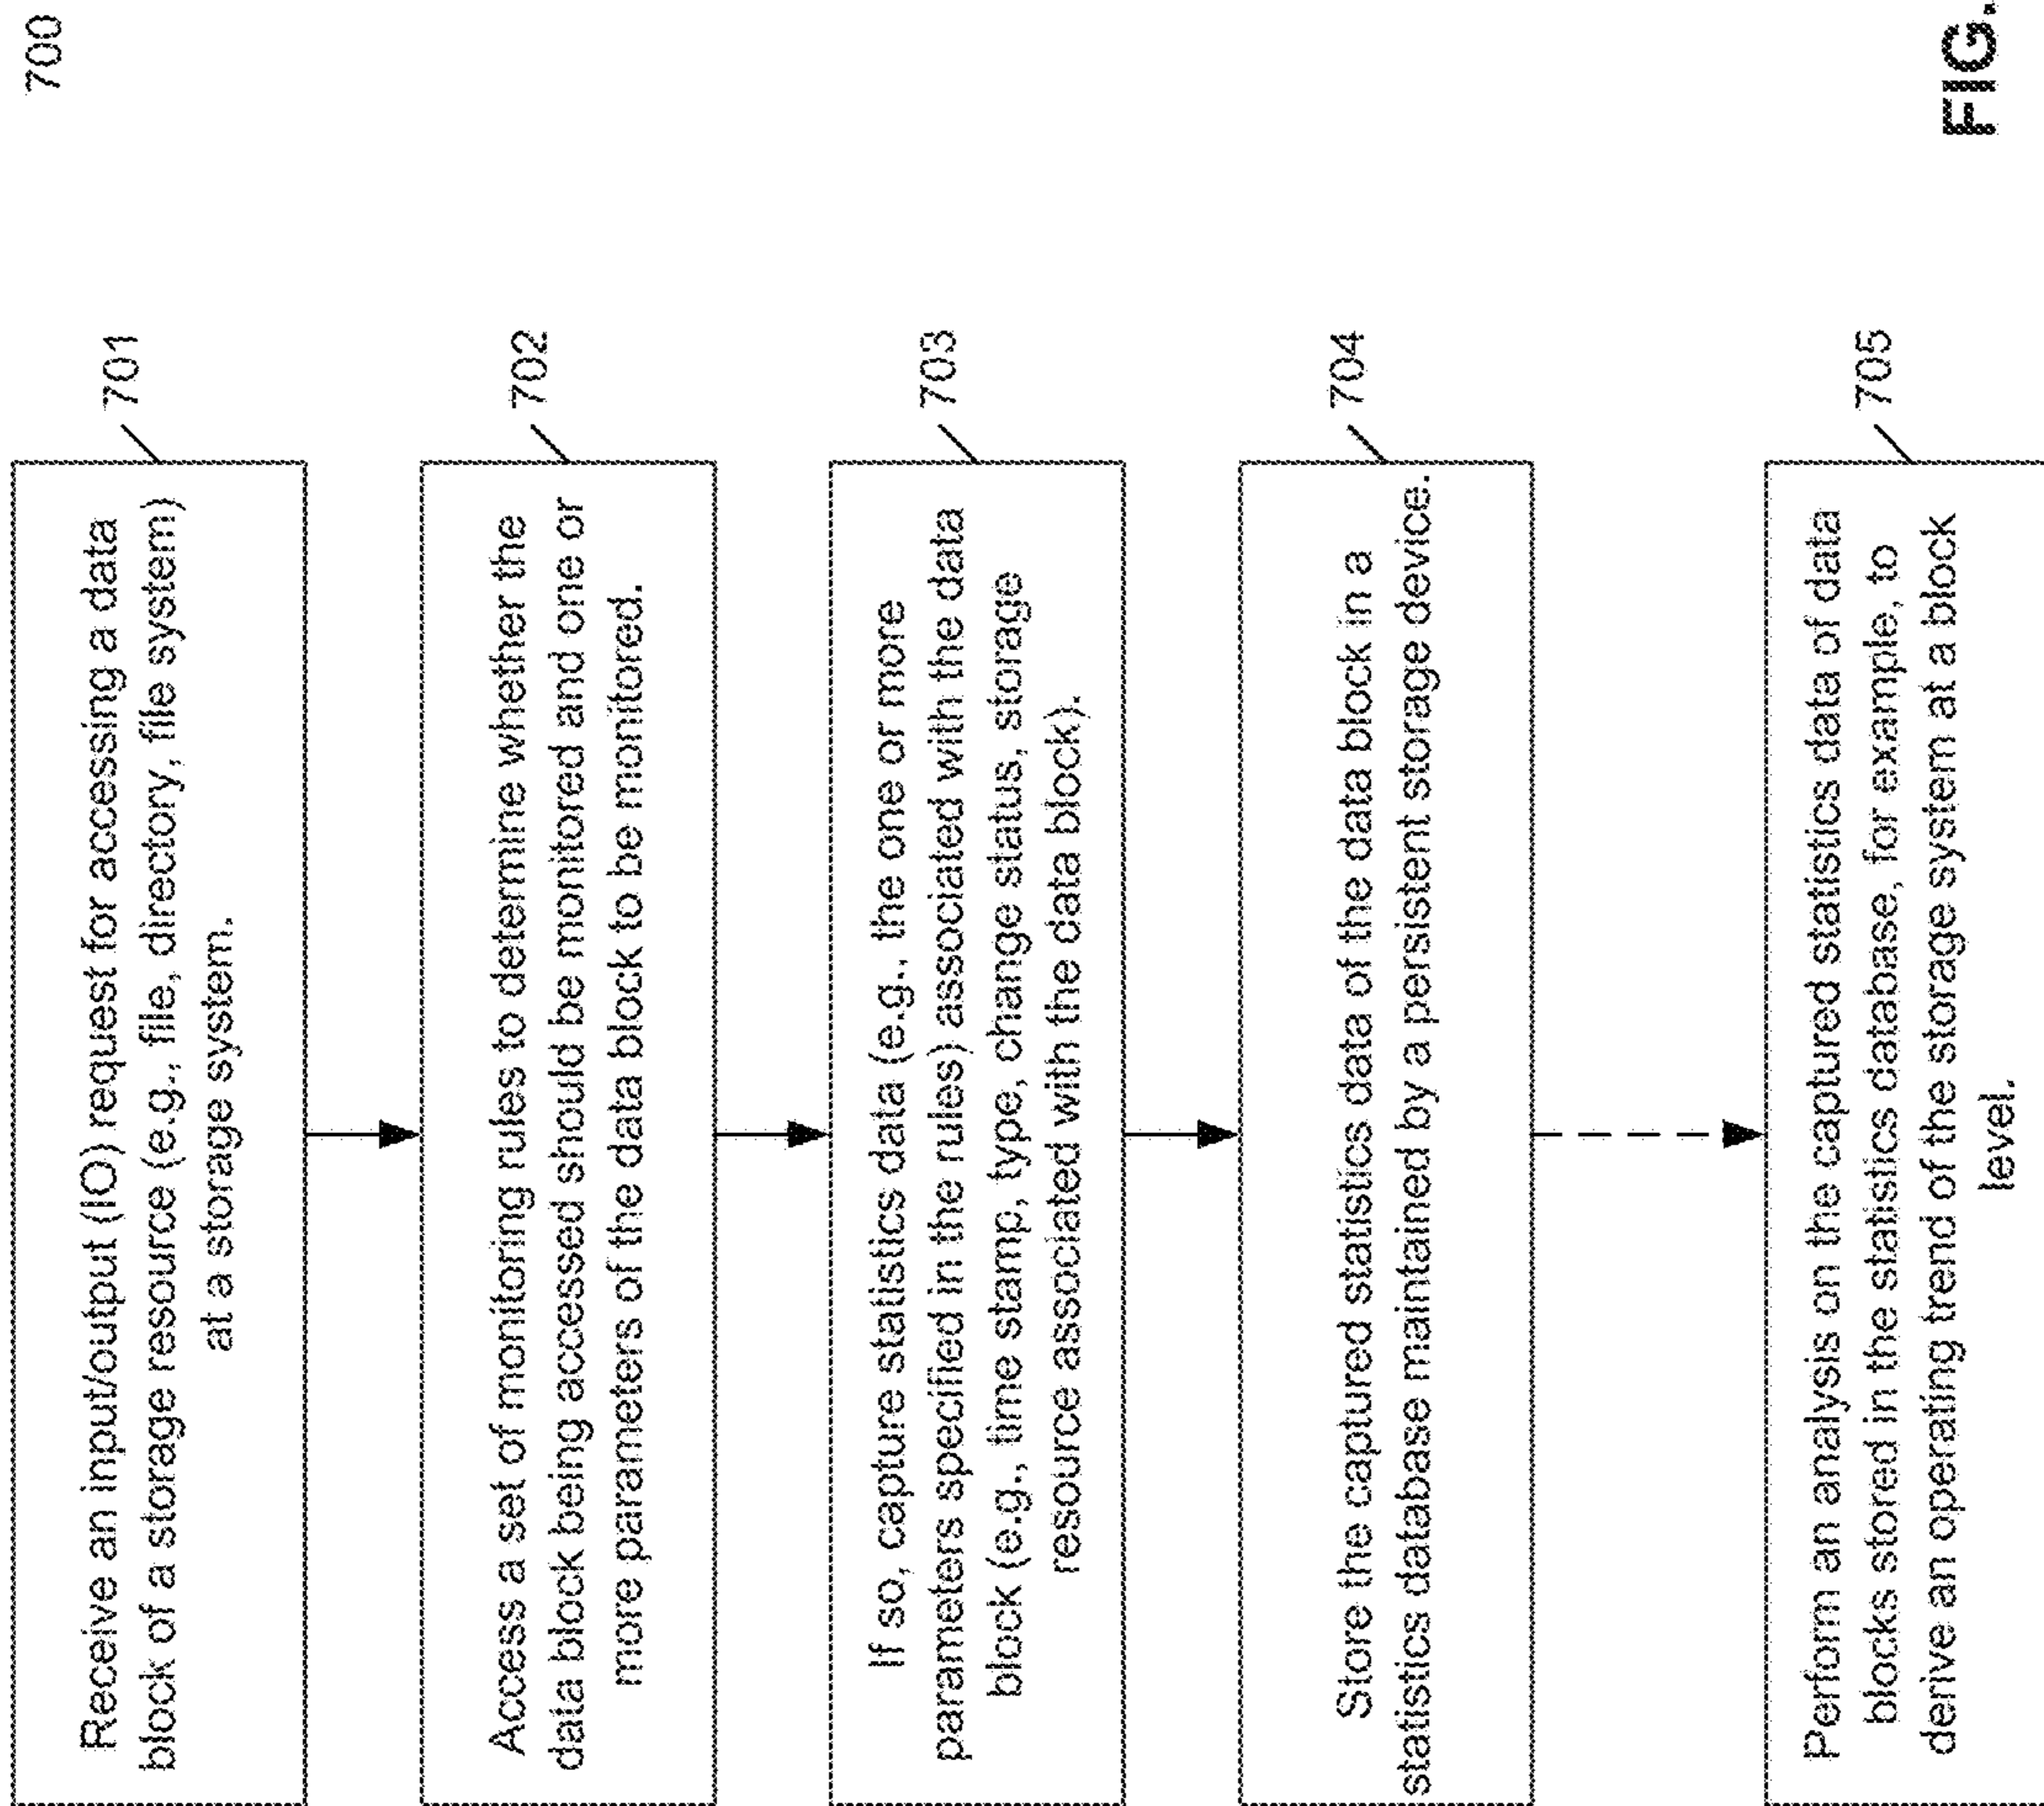 700
Receive an input/output (IO) request for accessing a data
block of a storage resource (e.g., file, directory, file system)
at a storage system.
701
Access a set of monitoring rules to determine whether the
data block being accessed should be monitored and one or
more parameters of the data block to be monitored.
702
If so, capture statistics data (e.g., the one or more
parameters specified in the rules) associated with the data
block (e.g., time stamp, type, change status, storage
resource associated with the data block).
703
Store the captured statistics data of the data block in a
statistics database maintained by a persistent storage device.
704
Perform an analysis on the captured statistics data of data
blocks stored in the statistics database, for example, to
derive an operating trend of the storage system at a block
level.
705
FIG.